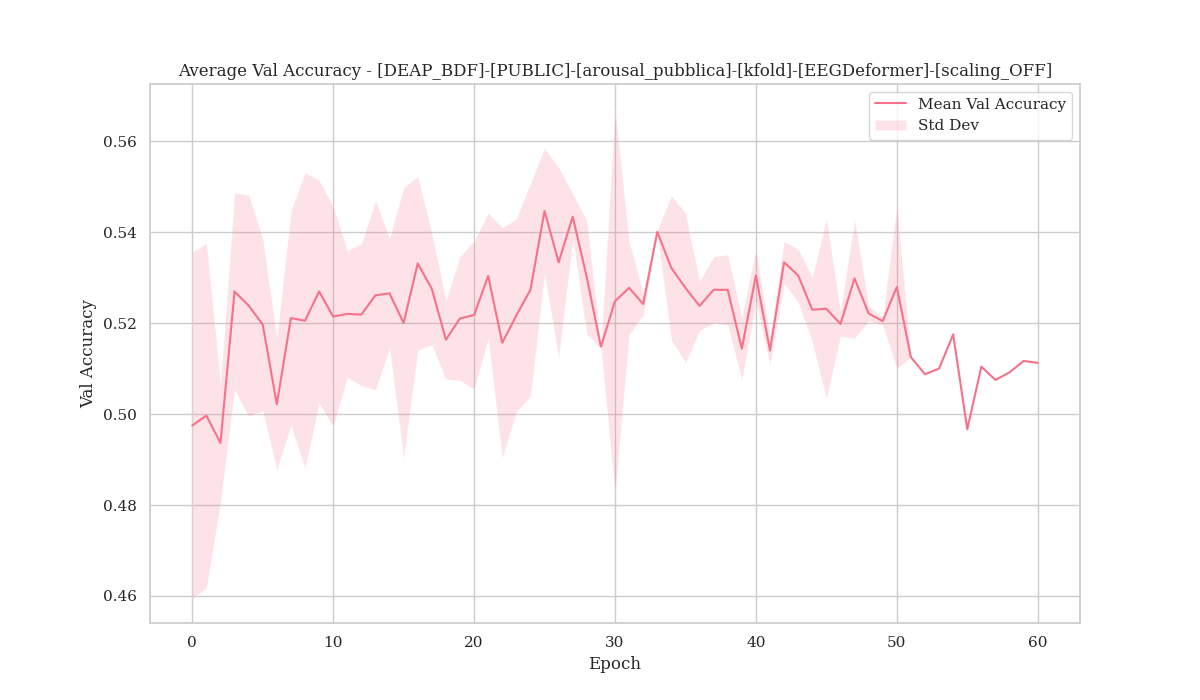 Average Val Accuracy - [DEAP_BDF]-[PUBLIC]-[arousal_pubblica]-[kfold]-[EEGDeformer]-[scaling_OFF]
Mean Val Accuracy
Std Dev
0.56
0.54
0.52
0.50
0.48
0.46
Val Accuracy
0 10 20 30 40 50 60
Epoch